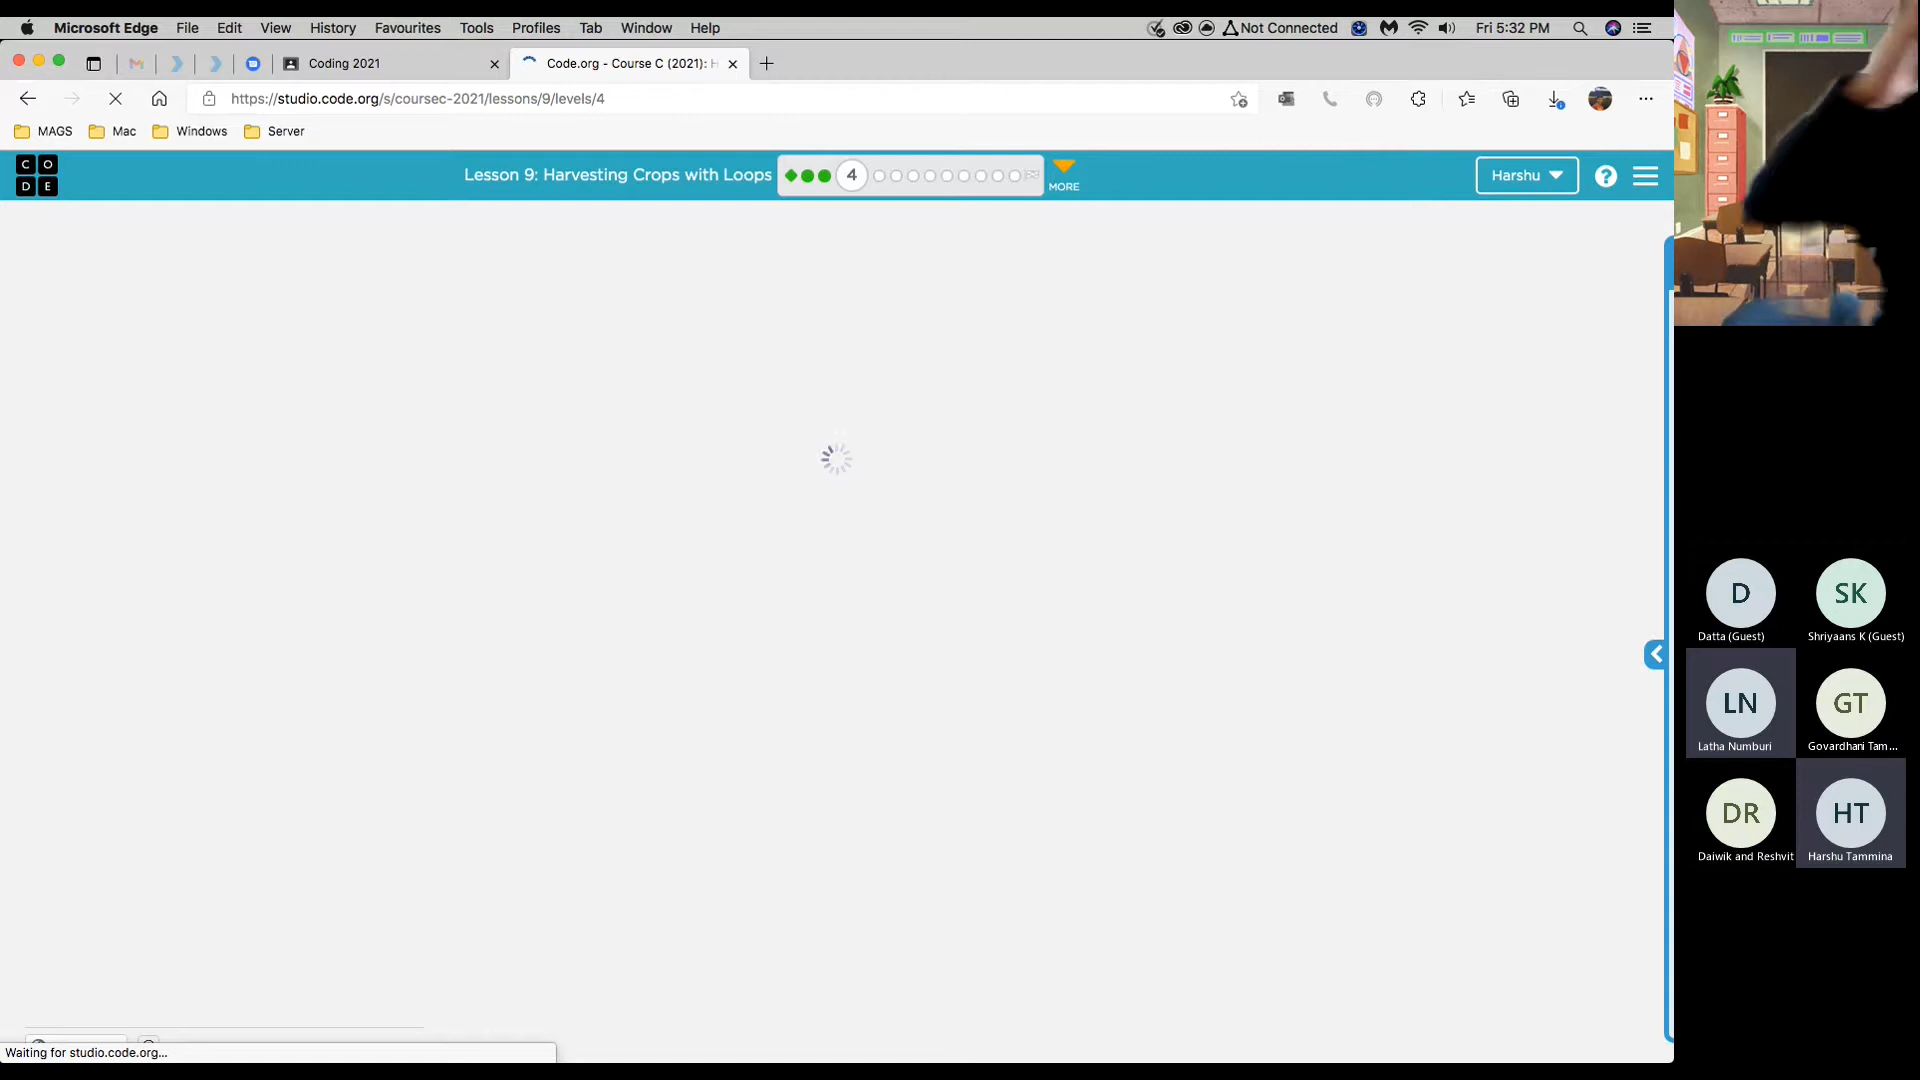 Microsoft Edge File Edit View History Favourites Tools Profiles Tab Window Help Not Connected Fri 5:32 PM
Coding 2021 Code.org - Course C (2021): H
https://studio.code.org/s/coursec-2021/lessons/9/levels/4
MAGS Mac Windows Server
C O
D E
Lesson 9: Harvesting Crops with Loops 4 MORE Harshu ?
D SK
Datta (Guest) Shriyaans K (Guest)
LN GT
Latha Numburi Govardhani Tam...
DR HT
Daiwik and Reshvit Harshu Tammina
Waiting for studio.code.org...